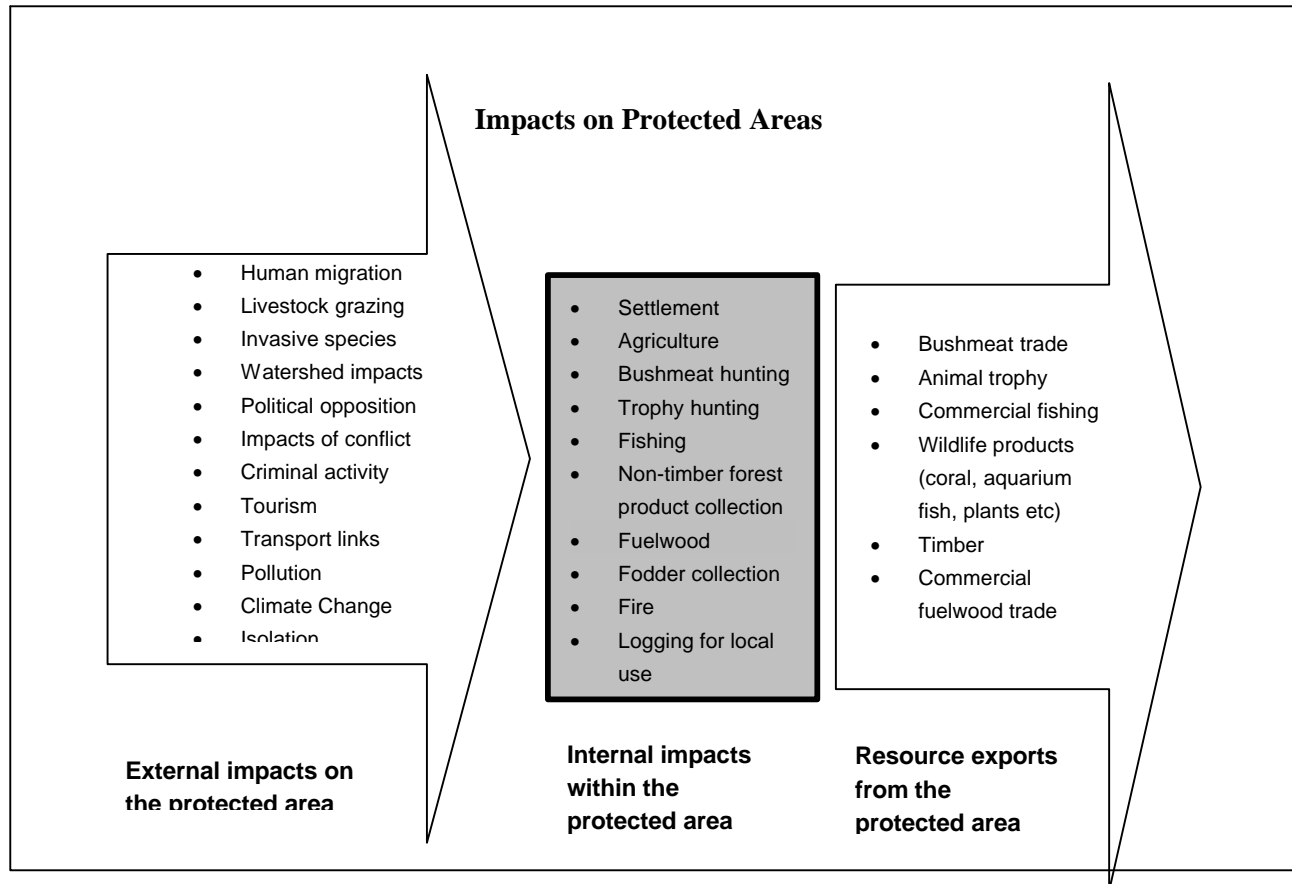 Impacts on Protected Areas
• Human migration
• Livestock grazing
• Invasive species
• Watershed impacts
• Political opposition
• Impacts of conflict
• Criminal activity
• Tourism
• Transport links
• Pollution
• Climate Change
• Isolation
External impacts on
the protected area
• Settlement
• Agriculture
• Bushmeat hunting
• Trophy hunting
• Fishing
• Non-timber forest
product collection
• Fuelwood
• Fodder collection
• Fire
• Logging for local
use
Internal impacts
within the
protected area
• Bushmeat trade
• Animal trophy
• Commercial fishing
• Wildlife products
(coral, aquarium
fish, plants etc)
• Timber
• Commercial
fuelwood trade
Resource exports
from the
protected area